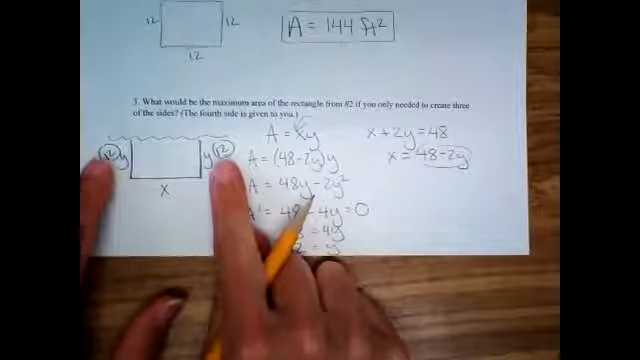 12
12
12
A = 144 ft²
3. What would be the maximum area of the rectangle from #2 if you only needed to create three
of the sides? (The fourth side is given to you.)
A = xy
x + 2y = 48
A = (48-2y)y
x = 48-2y
12 y
y 12
A = 48y - 2y²
x
A' = 48 - 4y = 0
= 4y
= y